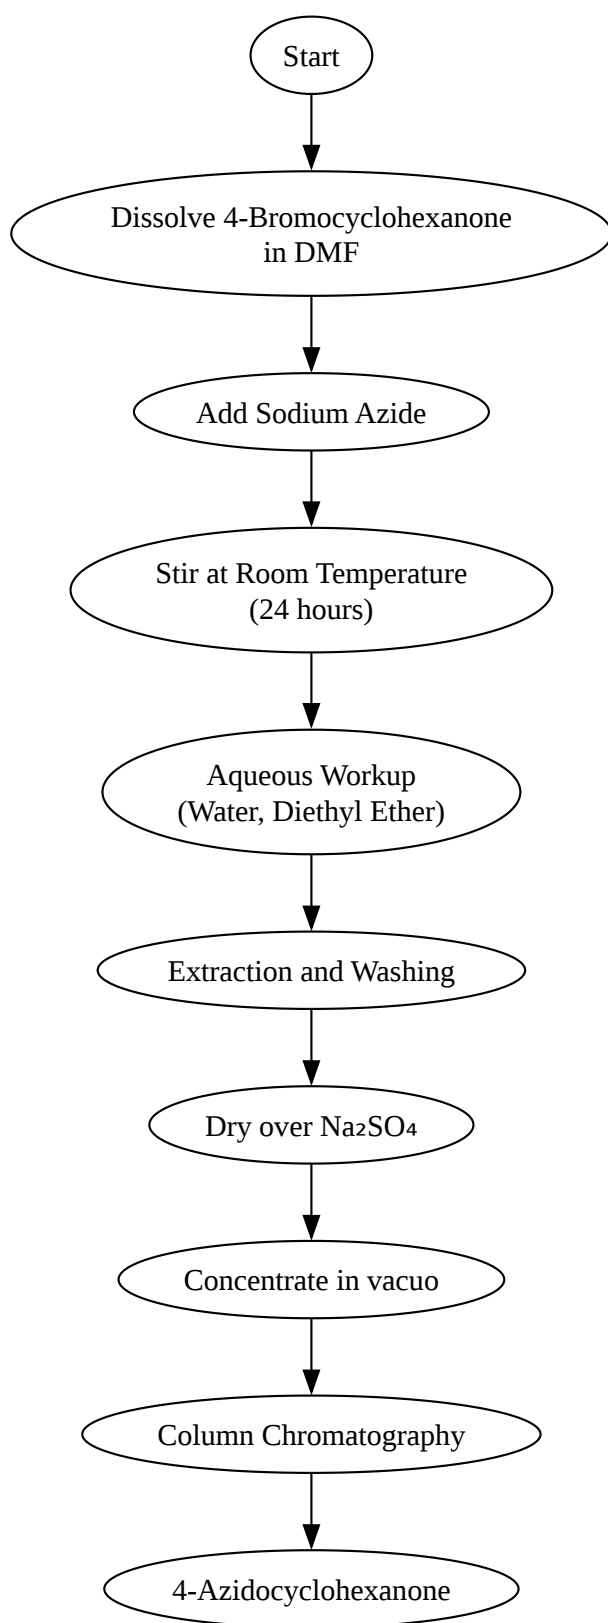 Start
Dissolve 4-Bromocyclohexanone
in DMF
Add Sodium Azide
Stir at Room Temperature
(24 hours)
Aqueous Workup
(Water, Diethyl Ether)
Extraction and Washing
Dry over Na₂SO₄
Concentrate in vacuo
Column Chromatography
4-Azidocyclohexanone